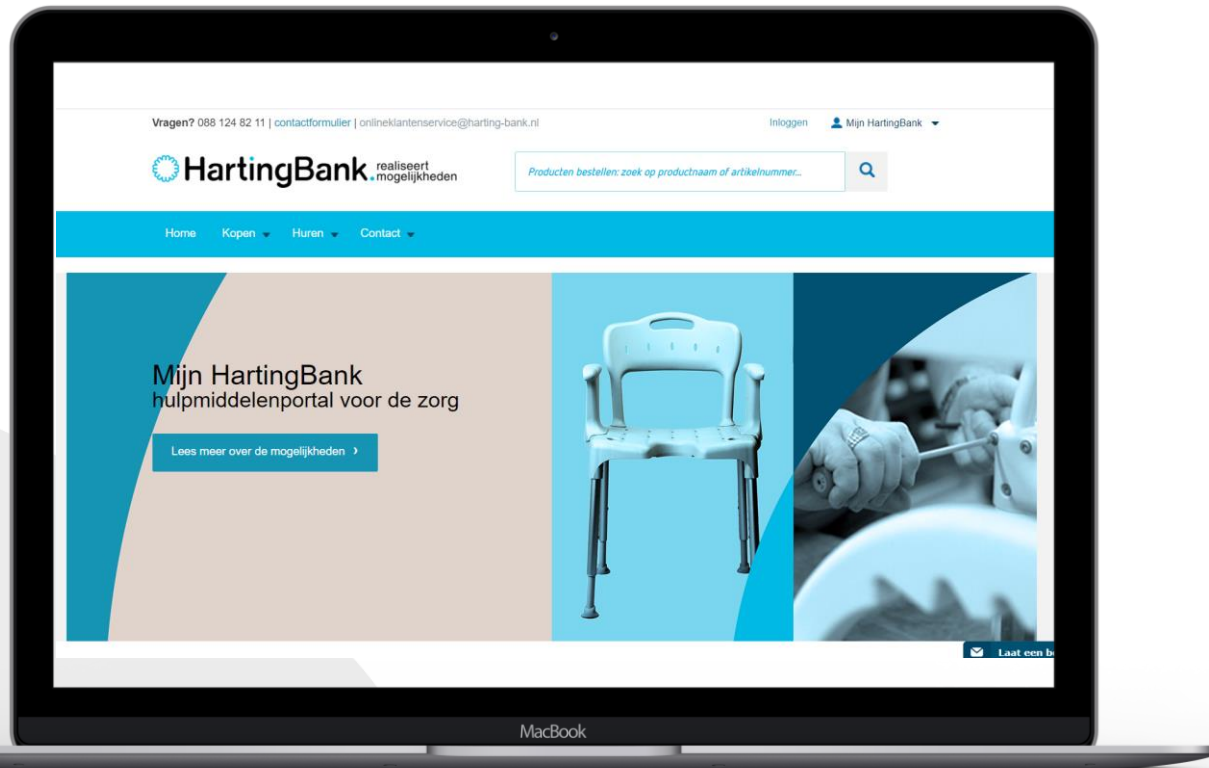 Vragen? 088 124 82 11 | contactformulier | onlineklantenservice@harting-bank.nl
Inloggen
Mijn HartingBank
HartingBank. realiseert
mogelijkheden
Producten bestellen: zoek op productnaam of artikelnummer...
Home Kopen Huren Contact
Mijn HartingBank
hulpmiddelenportal voor de zorg
Lees meer over de mogelijkheden ›
Laat een
MacBook